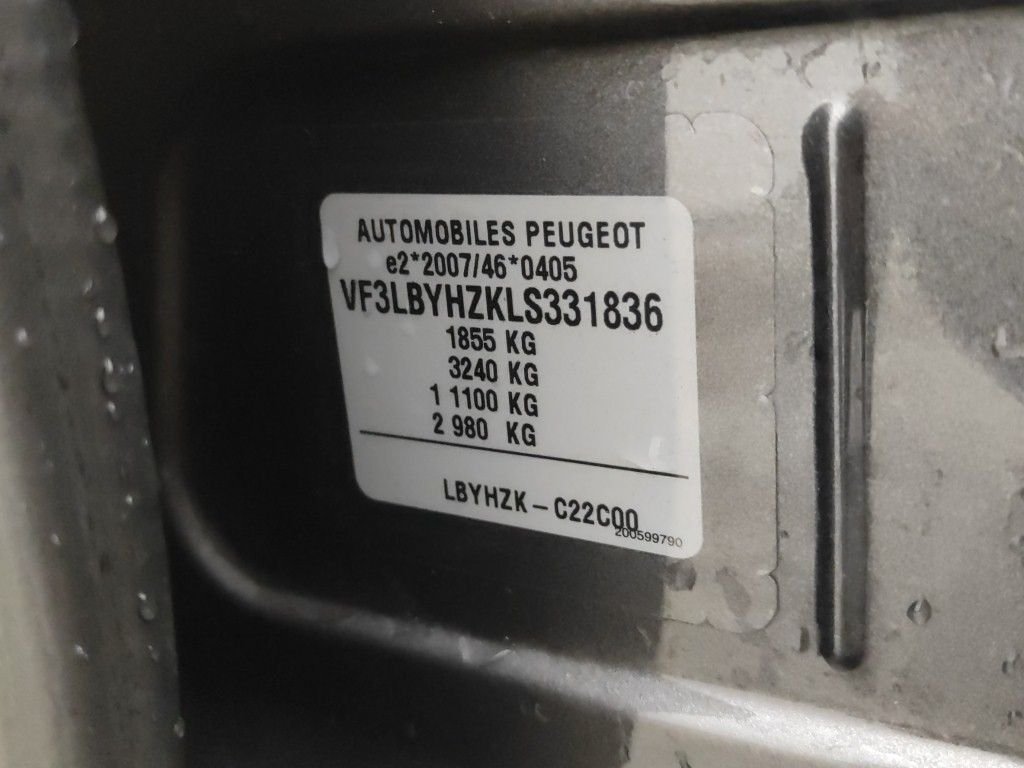 AUTOMOBILES PEUGEOT
e2*2007/46*0405
VF3LBYHZKLS331836
1855 KG
3240 KG
1 1100 KG
2 980 KG
LBYHZK – C22C00
200599790